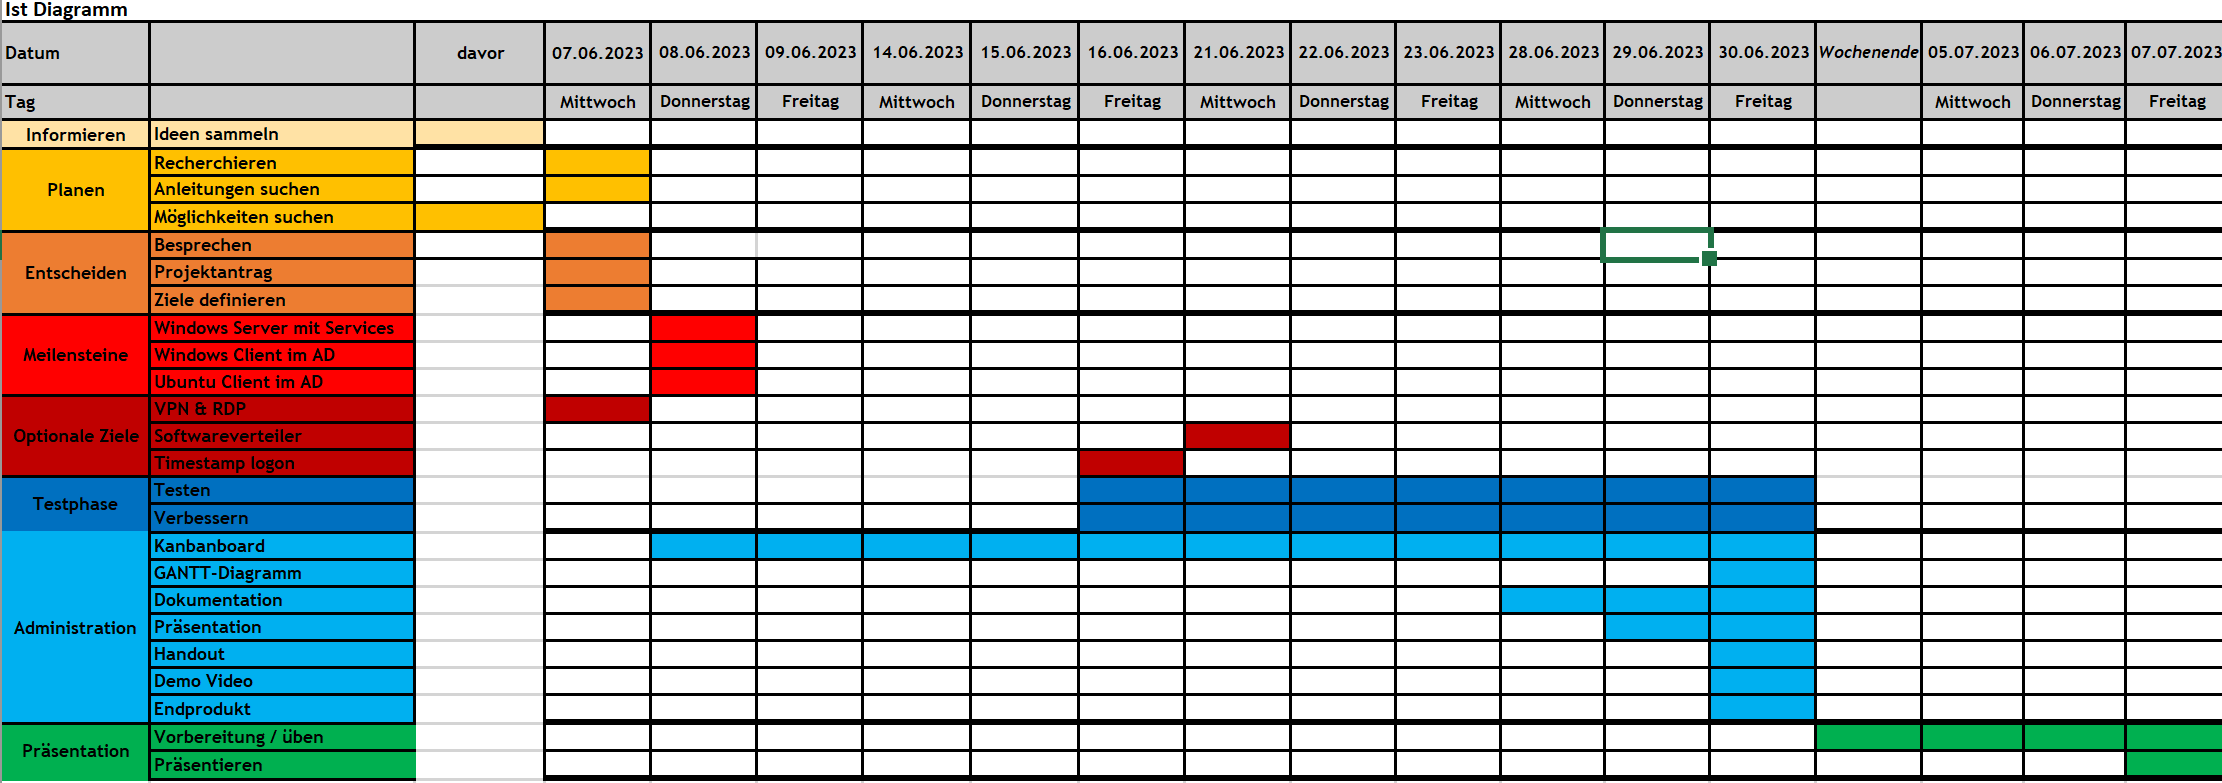 Ist Diagramm
Datum davor 07.06.2023 08.06.2023 09.06.2023 14.06.2023 15.06.2023 16.06.2023 21.06.2023 22.06.2023 23.06.2023 28.06.2023 29.06.2023 30.06.2023 Wochenende 05.07.2023 06.07.2023 07.07.2023
Tag Mittwoch Donnerstag Freitag Mittwoch Donnerstag Freitag Mittwoch Donnerstag Freitag Mittwoch Donnerstag Freitag Mittwoch Donnerstag Freitag
Informieren Ideen sammeln
Planen
Recherchieren
Anleitungen suchen
Möglichkeiten suchen
Entscheiden
Besprechen
Projektantrag
Ziele definieren
Meilensteine
Windows Server mit Services
Windows Client im AD
Ubuntu Client im AD
Optionale Ziele
VPN & RDP
Softwareverteiler
Timestamp logon
Testphase
Testen
Verbessern
Administration
Kanbanboard
GANTT-Diagramm
Dokumentation
Präsentation
Handout
Demo Video
Endprodukt
Präsentation
Vorbereitung / üben
Präsentieren